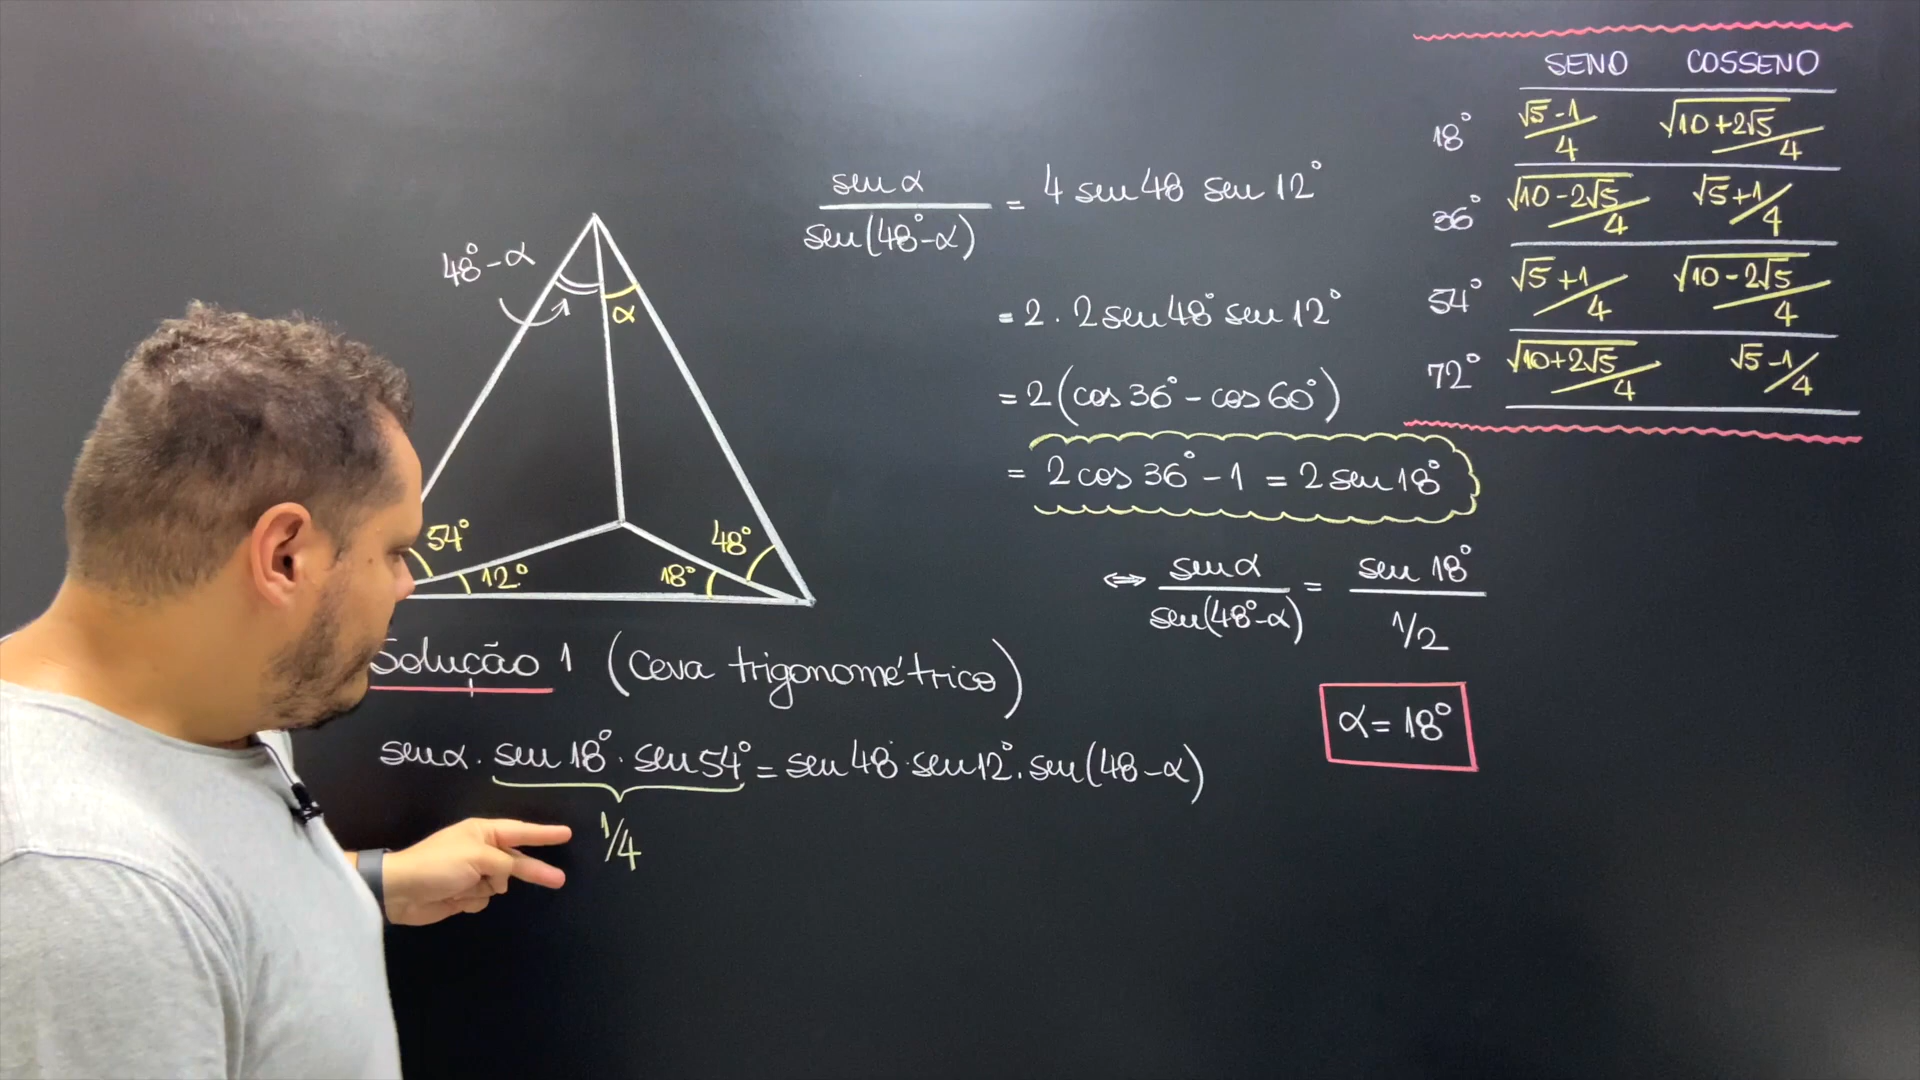 SENO COSSENO
18° √5-1/4 √10+2√5/4
36° √10-2√5/4 √5+1/4
54° √5+1/4 √10-2√5/4
72° √10+2√5/4 √5-1/4
48°-α
α
54°
12°
18°
48°
Solução 1 (Ceva trigonométrico)
senα. sen 18°. sen 54° = sen 48°. sen 12°. sen(48-α)
1/4
senα / sen(48°-α) = 4 sen 48 sen 12°
= 2. 2 sen 48° sen 12°
= 2(cos 36° - cos 60°)
= 2 cos 36° - 1 = 2 sen 18°
⇔ senα / sen(48°-α) = sen 18° / 1/2
α = 18°